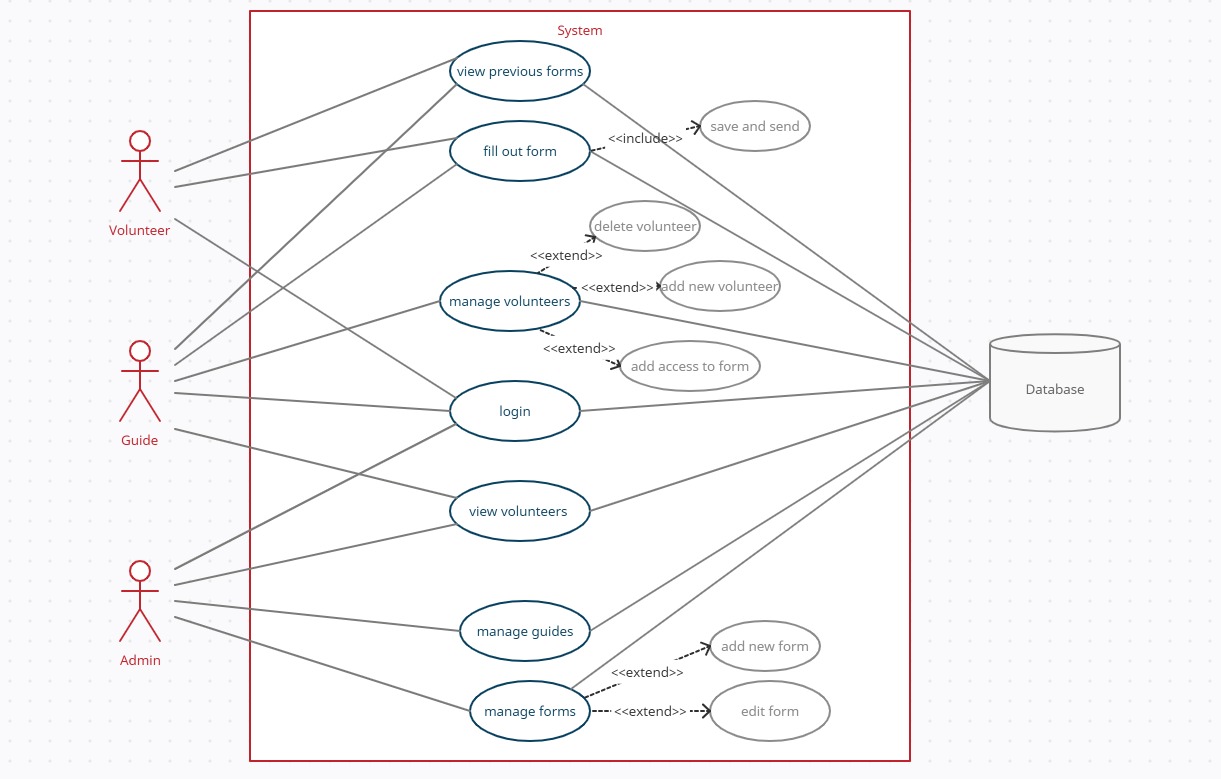 System
view previous forms
save and send
<<include>>
fill out form
Volunteer
delete volunteer
<<extend>>
add new volunteer
<<extend>>
manage volunteers
<<extend>>
add access to form
Database
login
Guide
view volunteers
manage guides
add new form
Admin
<<extend>>
manage forms
<<extend>>
edit form